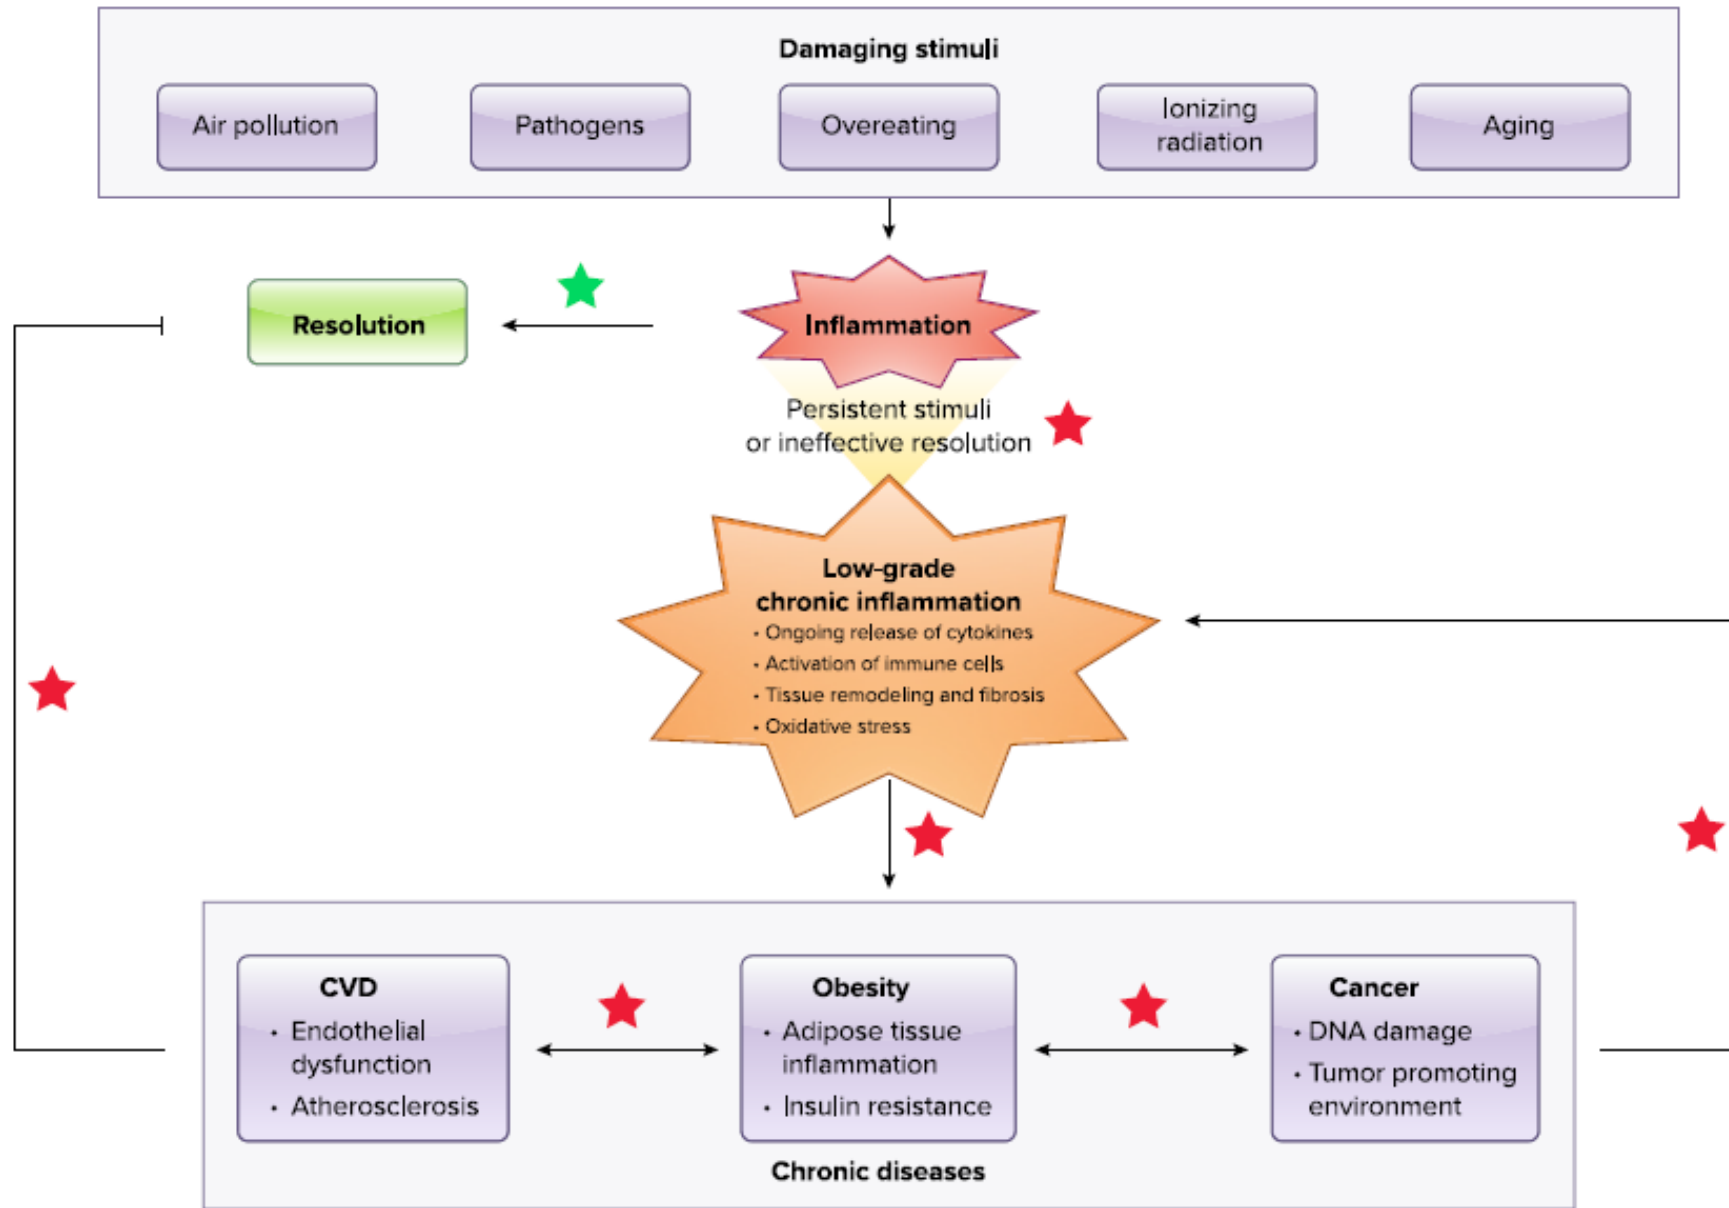 Damaging stimuli
Air pollution
Pathogens
Overeating
Ionizing
radiation
Aging
Resolution
Inflammation
Persistent stimuli
or ineffective resolution
Low-grade
chronic inflammation
• Ongoing release of cytokines
• Activation of immune cells
• Tissue remodeling and fibrosis
• Oxidative stress
CVD
• Endothelial
dysfunction
• Atherosclerosis
Obesity
• Adipose tissue
inflammation
• Insulin resistance
Cancer
• DNA damage
• Tumor promoting
environment
Chronic diseases